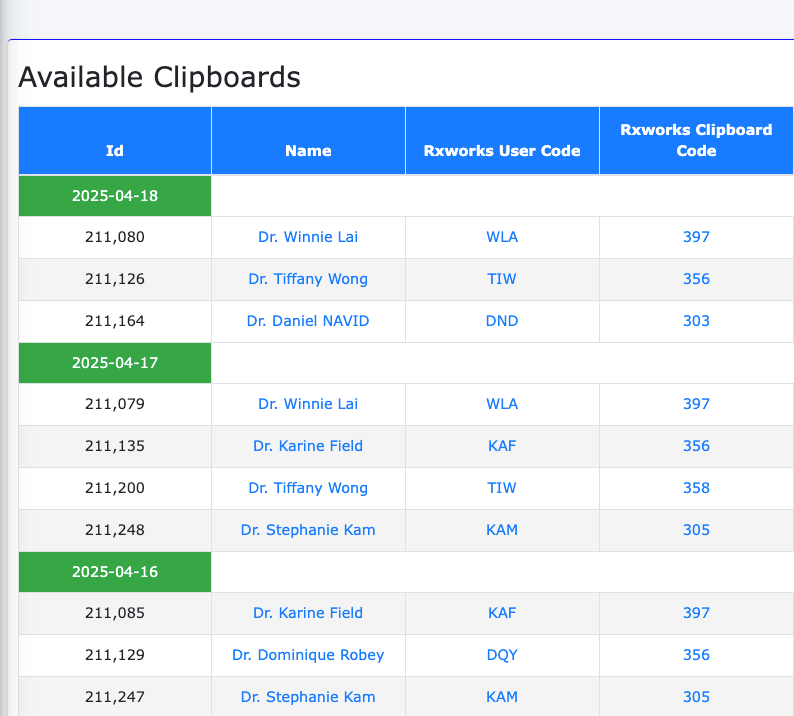 Available Clipboards
Id Name Rxworks User Code Rxworks Clipboard Code
2025-04-18
211,080 Dr. Winnie Lai WLA 397
211,126 Dr. Tiffany Wong TIW 356
211,164 Dr. Daniel NAVID DND 303
2025-04-17
211,079 Dr. Winnie Lai WLA 397
211,135 Dr. Karine Field KAF 356
211,200 Dr. Tiffany Wong TIW 358
211,248 Dr. Stephanie Kam KAM 305
2025-04-16
211,085 Dr. Karine Field KAF 397
211,129 Dr. Dominique Robey DQY 356
211,247 Dr. Stephanie Kam KAM 305